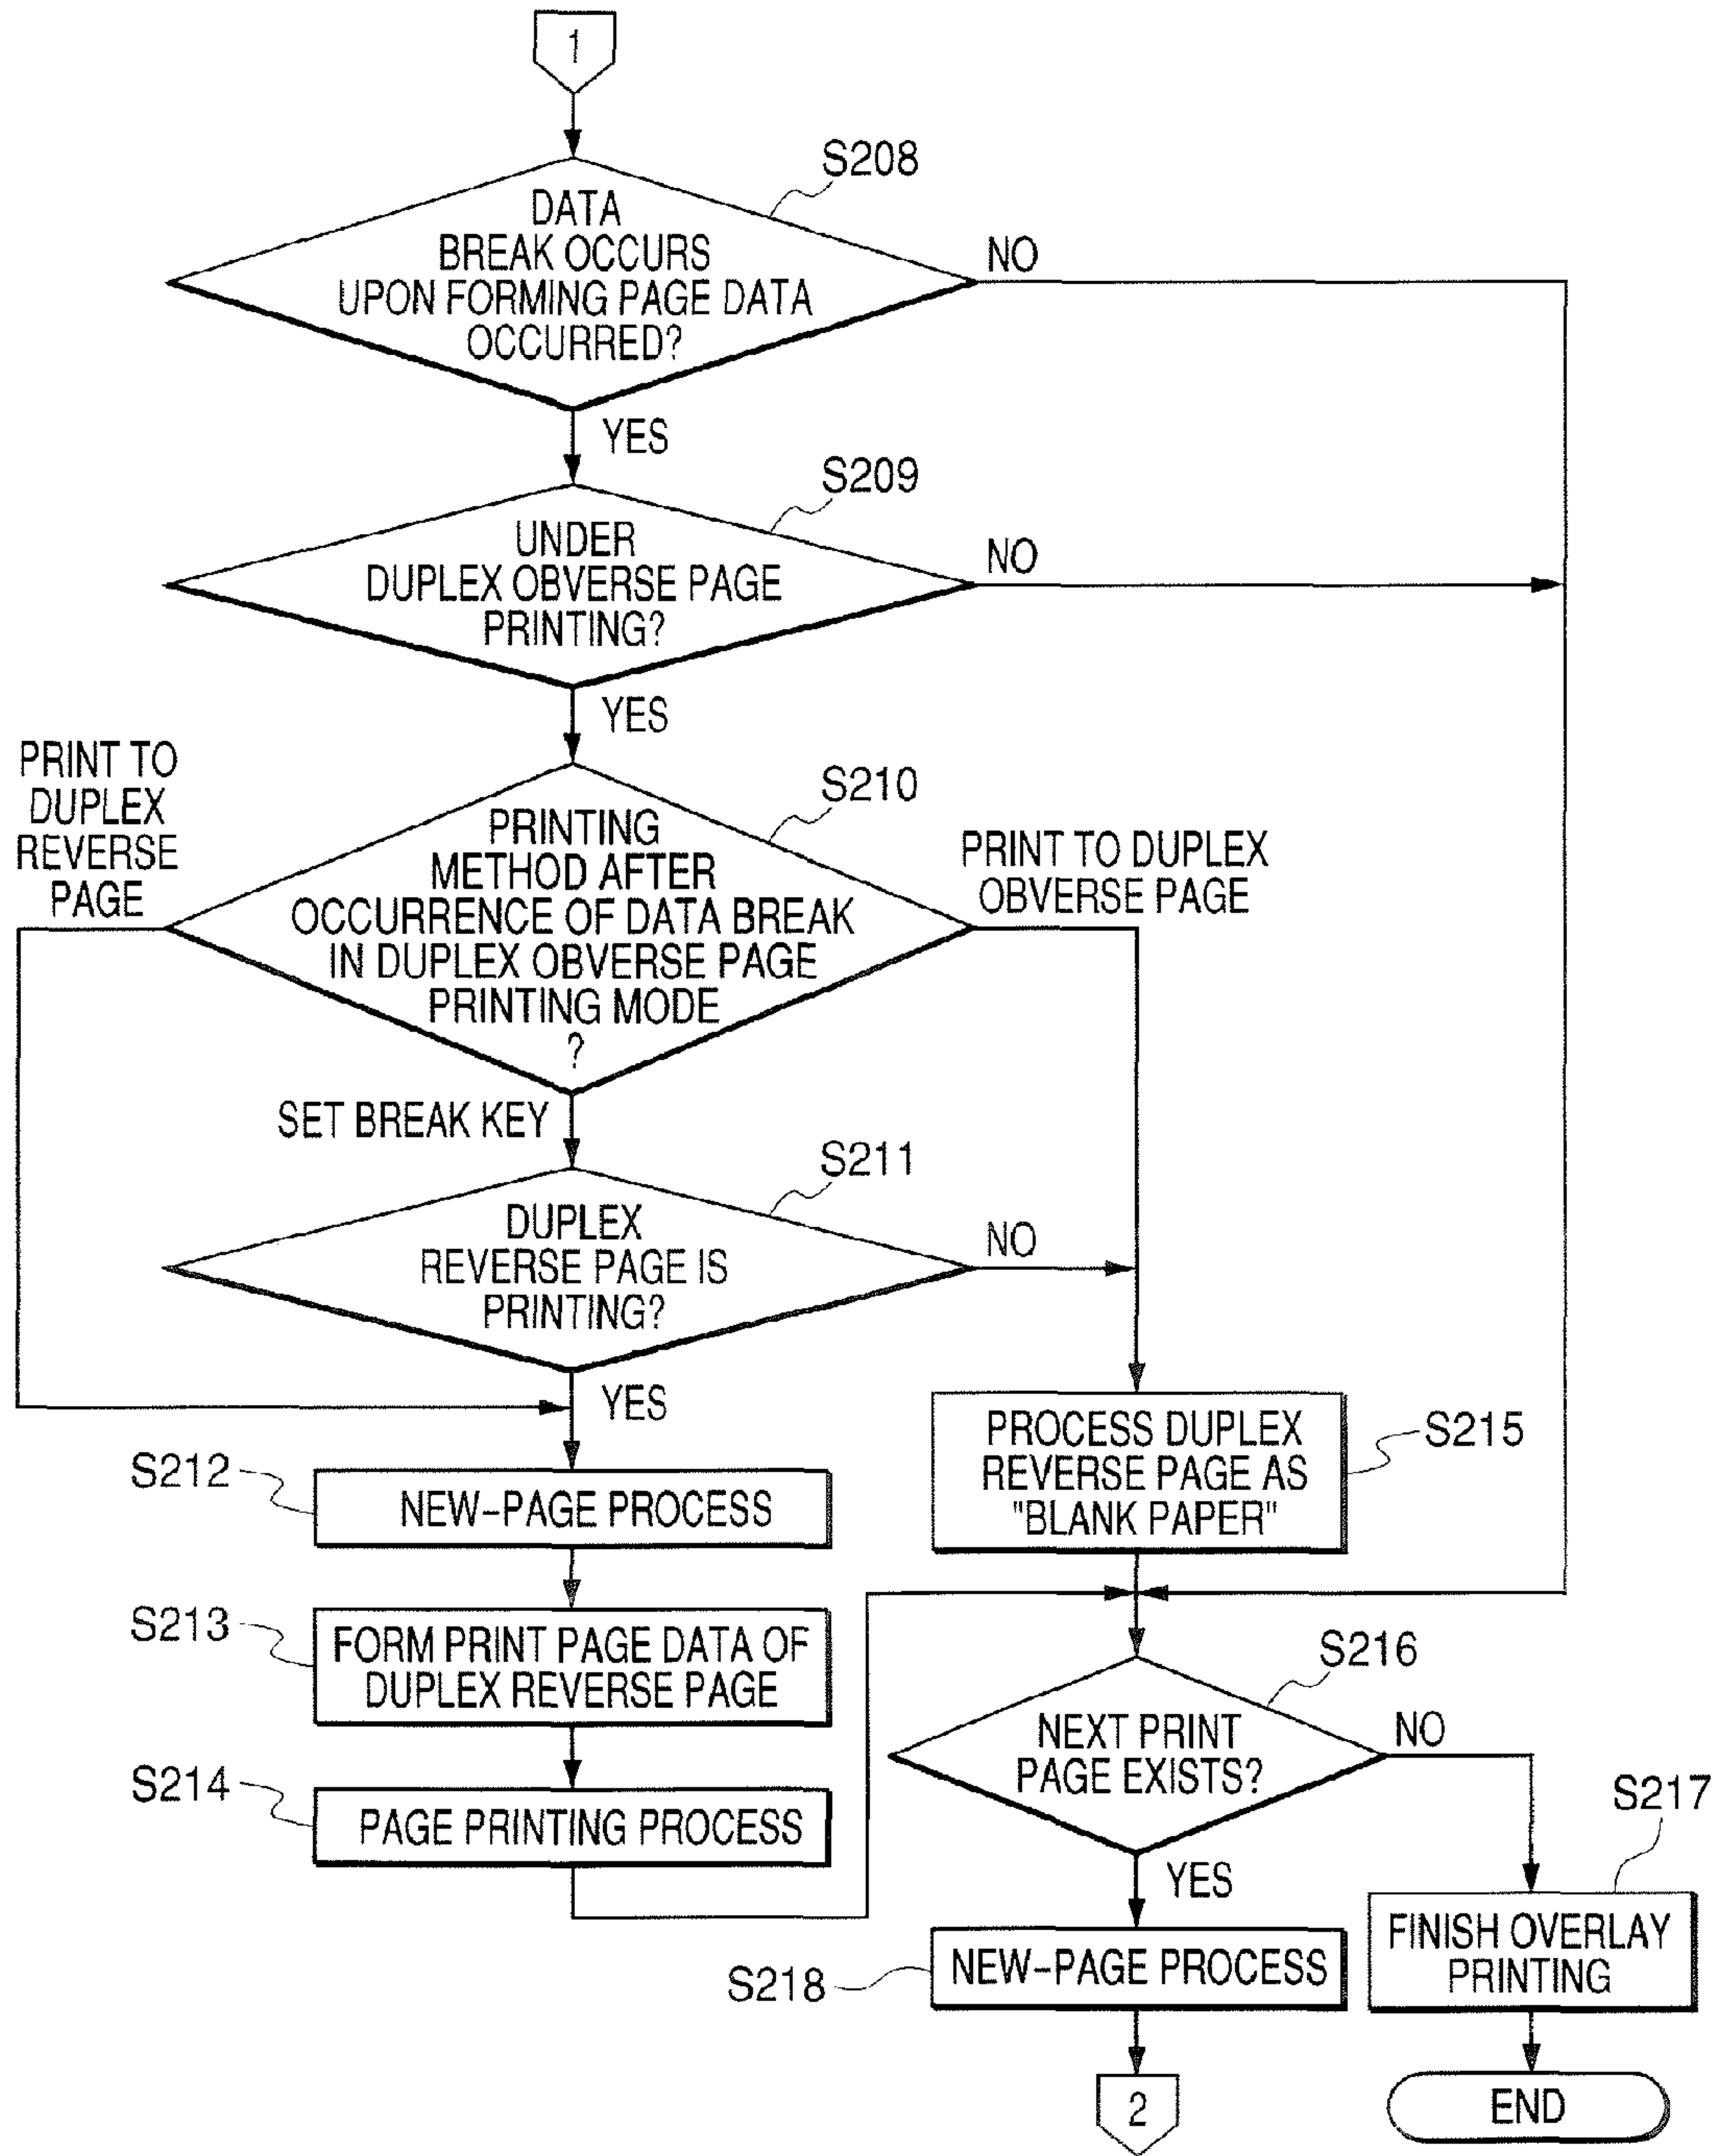 1
S208
DATA
BREAK OCCURS
UPON FORMING PAGE DATA
OCCURRED?
NO
YES
S209
UNDER
DUPLEX OBVERSE PAGE
PRINTING?
NO
YES
PRINT TO
DUPLEX
REVERSE
PAGE
S210
PRINTING
METHOD AFTER
OCCURRENCE OF DATA BREAK
IN DUPLEX OBVERSE PAGE
PRINTING MODE
?
PRINT TO DUPLEX
OBVERSE PAGE
SET BREAK KEY
S211
DUPLEX
REVERSE PAGE IS
PRINTING?
NO
YES
S212
NEW-PAGE PROCESS
PROCESS DUPLEX
REVERSE PAGE AS
"BLANK PAPER"
S215
S213
FORM PRINT PAGE DATA OF
DUPLEX REVERSE PAGE
S214
PAGE PRINTING PROCESS
S216
NEXT PRINT
PAGE EXISTS?
NO
YES
S217
FINISH OVERLAY
PRINTING
S218
NEW-PAGE PROCESS
2
END